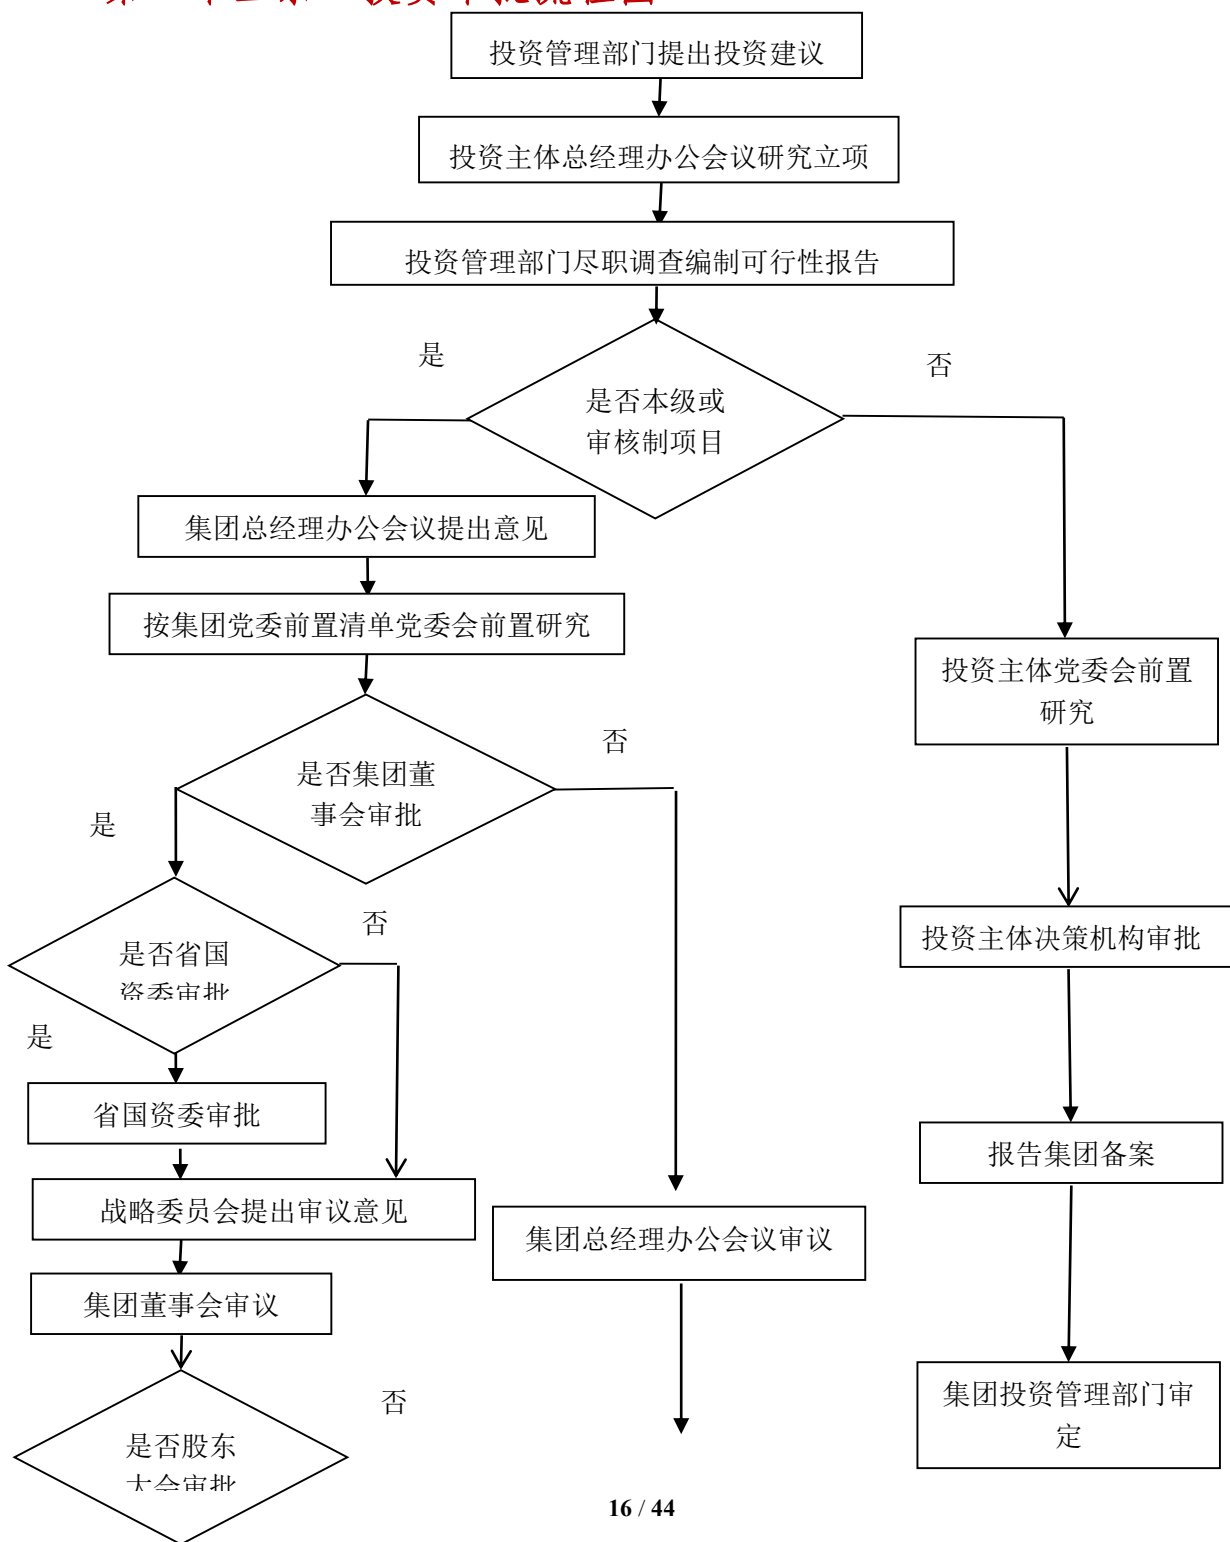 投资管理部门提出投资建议
投资主体总经理办公会议研究立项
投资管理部门尽职调查编制可行性报告
是
否
是否本级或
审核制项目
集团总经理办公会议提出意见
按集团党委前置清单党委会前置研究
投资主体党委会前置
研究
否
是否集团董
事会审批
是
否
是否省国
资委审批
投资主体决策机构审批
是
省国资委审批
报告集团备案
战略委员会提出审议意见
集团总经理办公会议审议
集团董事会审议
否
集团投资管理部门审
定
是否股东
大会审批
16 / 44